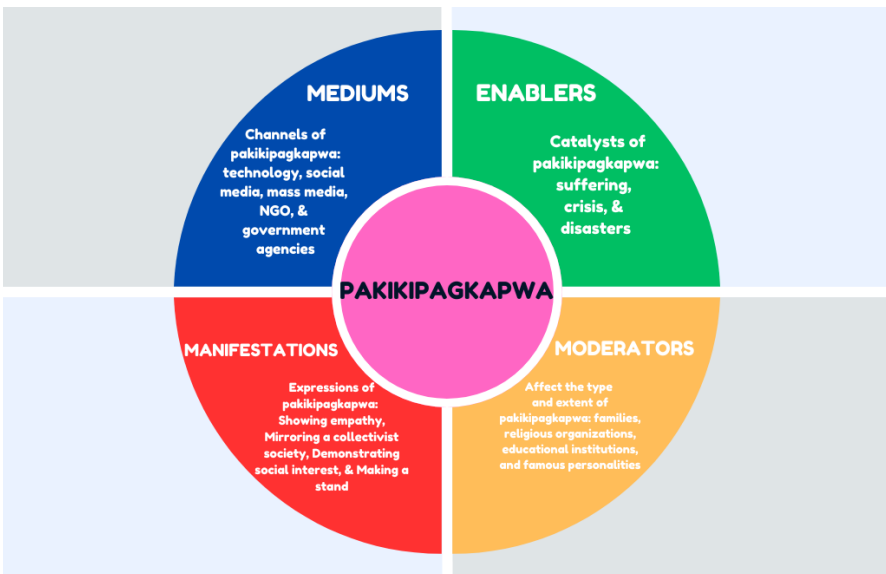 MEDIUMS
Channels of
pakikipagkapwa:
technology, social
media, mass media,
NGO, &
government
agencies
ENABLERS
Catalysts of
pakikipagkapwa:
suffering,
crisis, &
disasters
PAKIKIPAGKAPWA
MANIFESTATIONS
Expressions of
pakikipagkapwa:
Showing empathy,
Mirroring a collectivist
society, Demonstrating
social interest, & Making a
stand
MODERATORS
Affect the type
and extent of
pakikipagkapwa: families,
religious organizations,
educational institutions,
and famous personalities